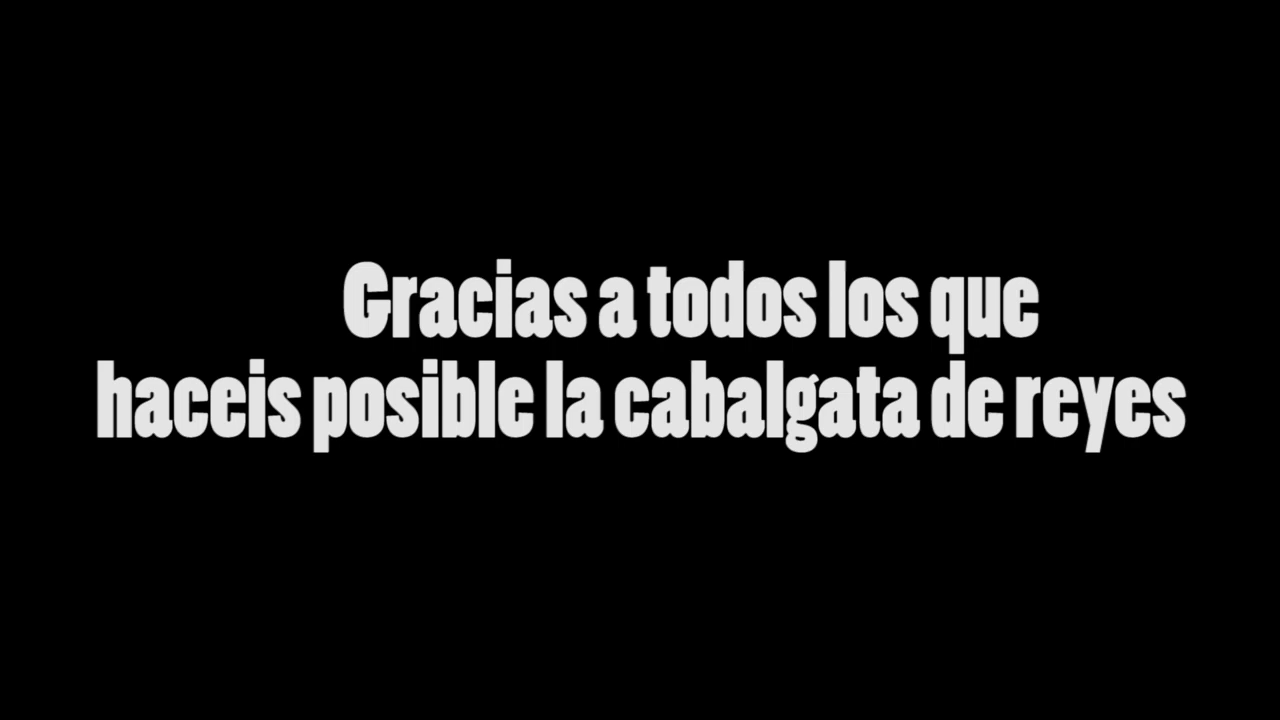 Gracias a todos los que
haceis posible la cabalgata de reyes